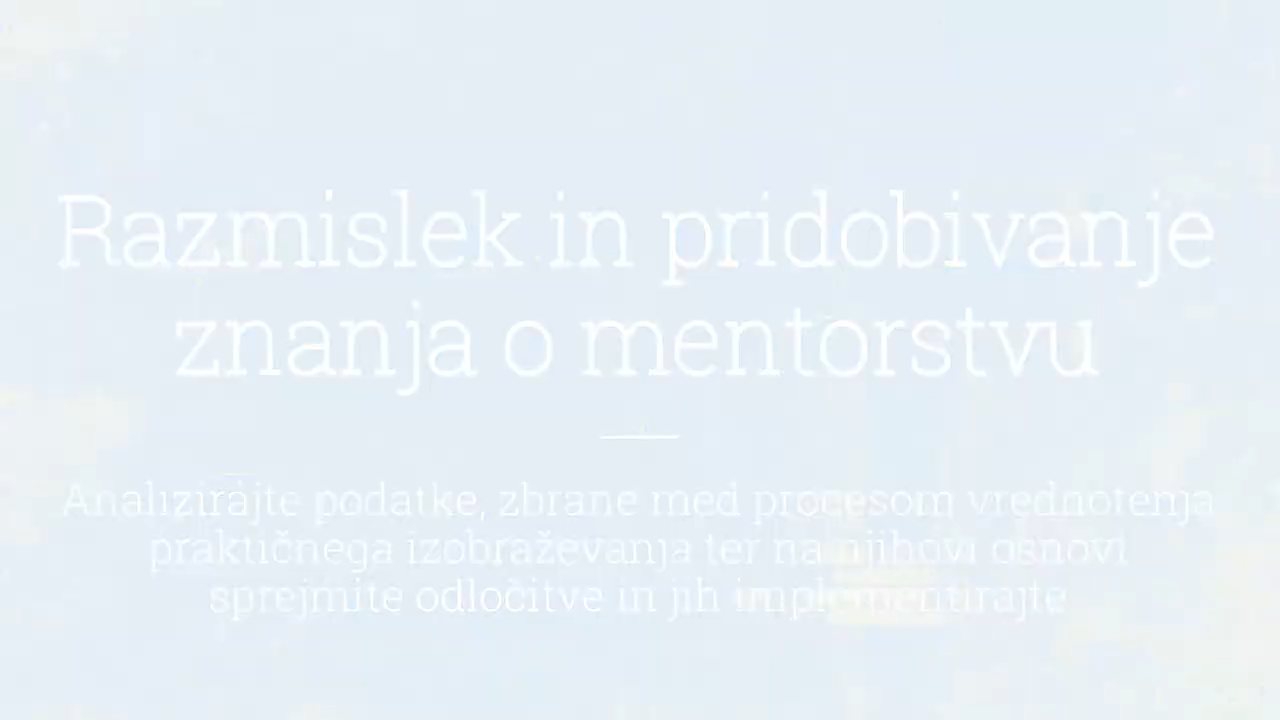 Razmislek in pridobivanje
znanja o mentorstvu
Analizirajte podatke, zbrane med procesom vrednotenja
praktičnega izobraževanja ter na njihovi osnovi
sprejmite odločitve in jih implementirajte